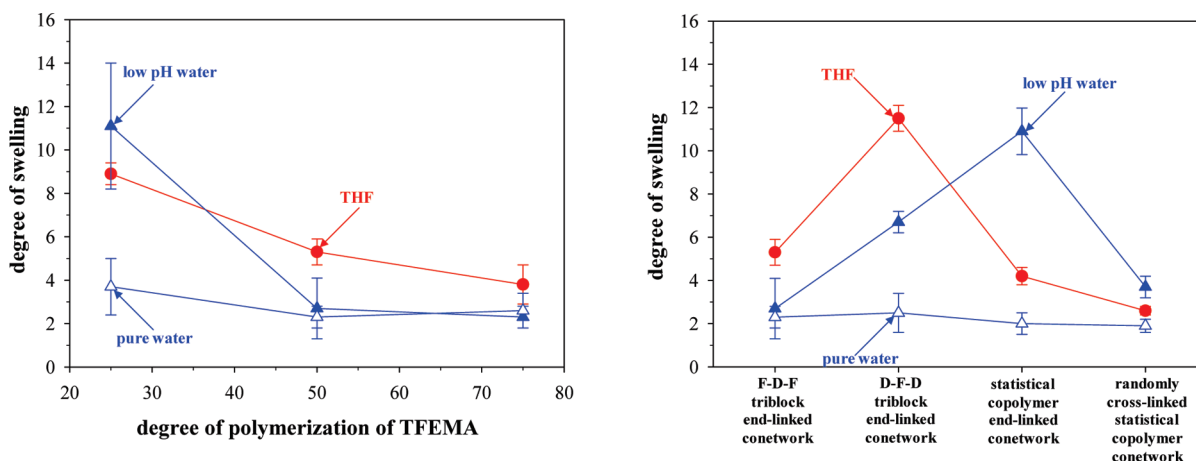 16
14
12
10
8
6
4
2
0
degree of swelling
low pH water
THF
pure water
20
30
40
50
60
70
80
degree of polymerization of TFEMA
16
14
12
10
8
6
4
2
0
degree of swelling
THF
low pH water
pure water
F-D-F
triblock
end-linked
conetwork
D-F-D
triblock
end-linked
conetwork
statistical
copolymer
end-linked
conetwork
randomly
cross-linked
statistical
copolymer
conetwork